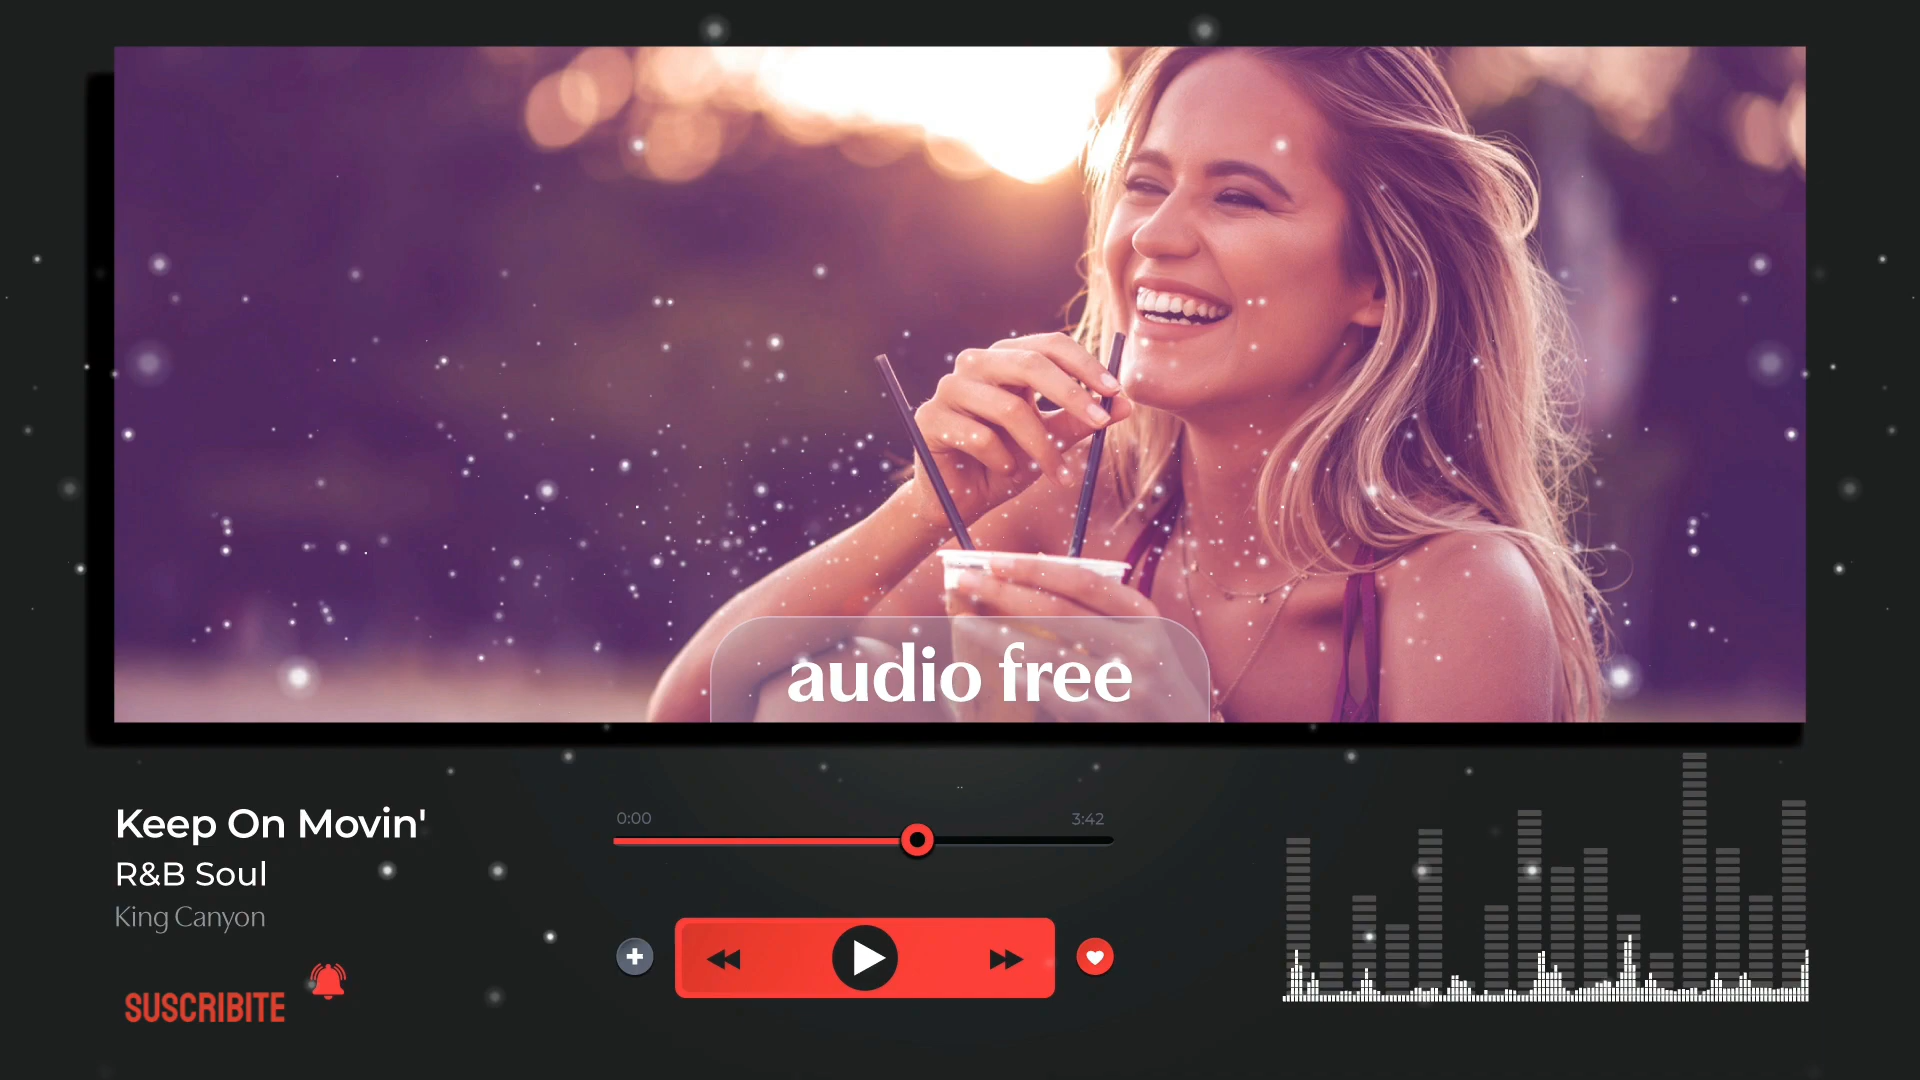 audio free
Keep On Movin'
R&B Soul
King Canyon
SUSCRIBITE
0:00
3:42